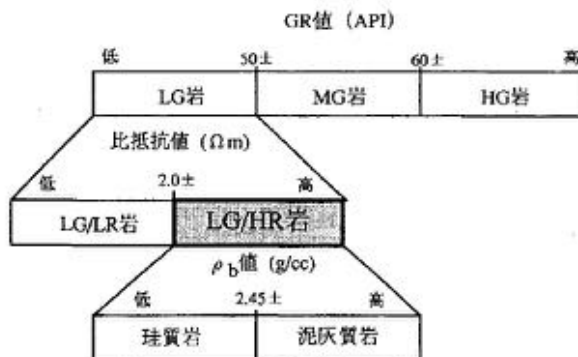 GR値 (API)
低 50± 60± 高
LG岩 MG岩 HG岩
比抵抗値 (Ωm)
低 2.0± 高
LG/LR岩 LG/HR岩
ρb値 (g/cc)
低 2.45± 高
珪質岩 泥灰質岩